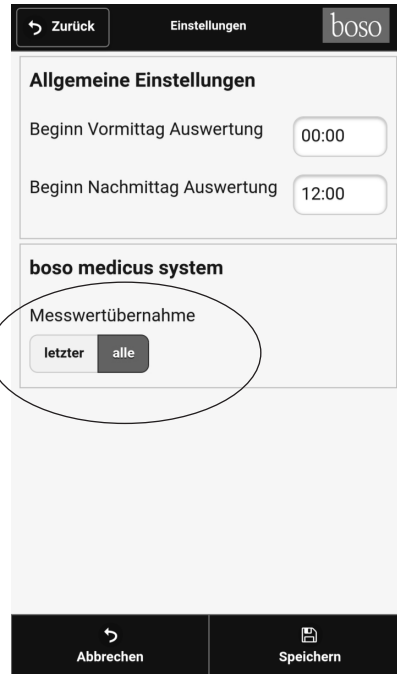 Zurück
Einstellungen
boso
Allgemeine Einstellungen
Beginn Vormittag Auswertung
00:00
Beginn Nachmittag Auswertung
12:00
boso medicus system
Messwertübernahme
letzter alle
Abbrechen
Speichern